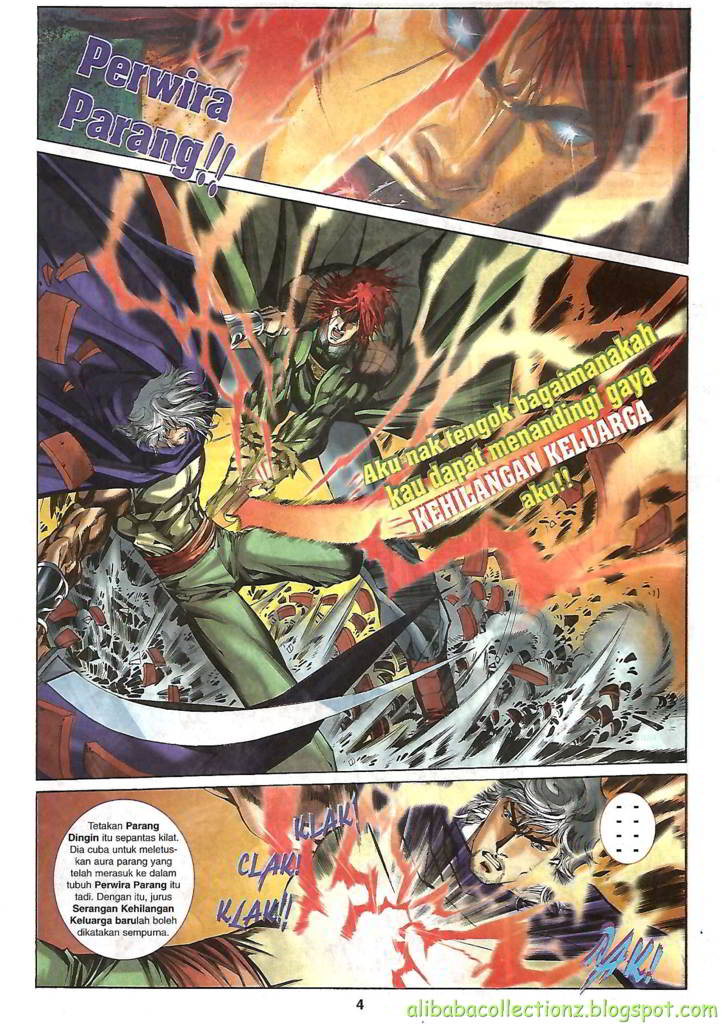 Perwira
Parang!!
Aku nak tengok bagaimanakah
kau dapat menandingi gaya
KEHILANGAN KELUARGA
aku!!
Tetakan Parang
Dingin itu sepantas kilat.
Dia cuba untuk meletus-
kan aura parang yang
telah merasuk ke dalam
tubuh Perwira Parang itu
tadi. Dengan itu, jurus
Serangan Kehilangan
Keluarga barulah boleh
dikatakan sempurna.
KLAK!
CLAK!
KLAK!!
......
ZAK!
4
alibabacollectionz.blogspot.com